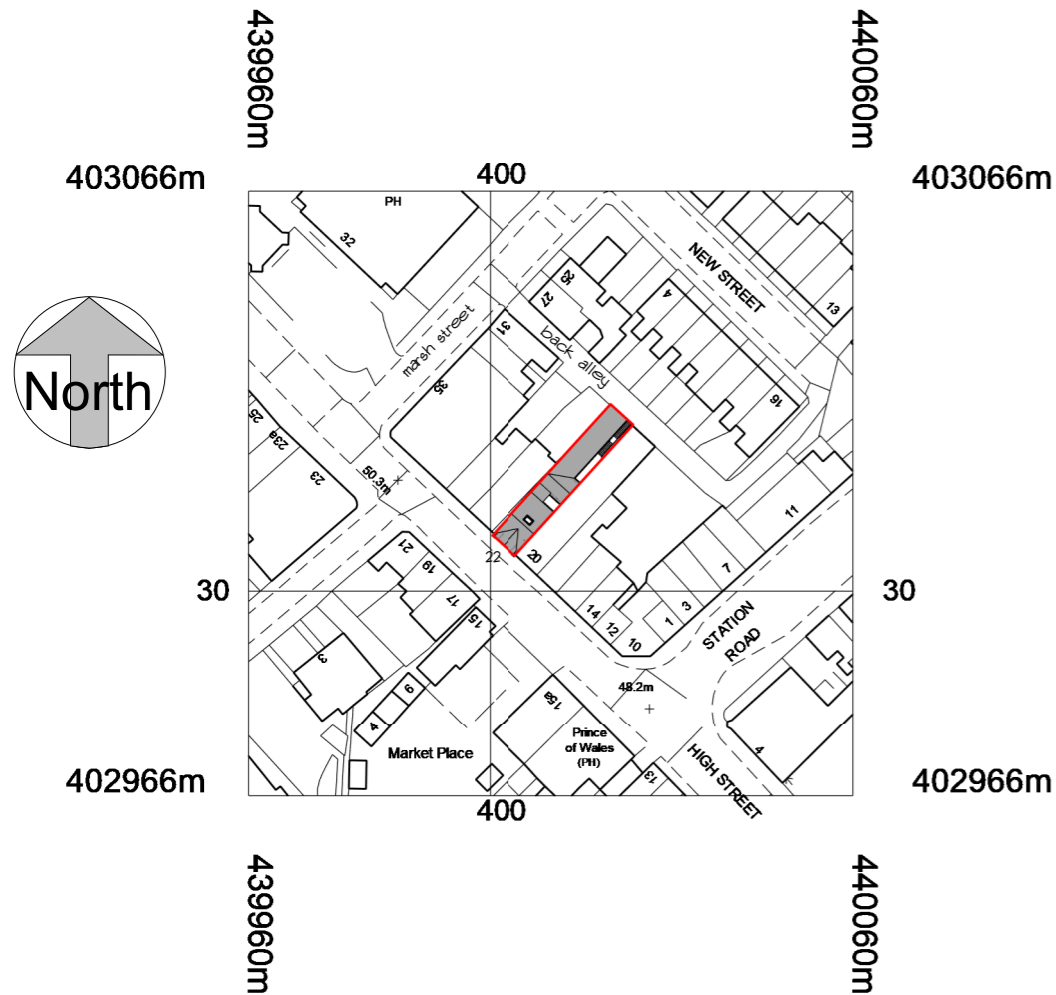 439960m
440060m
403066m
400
403066m
PH
32
NEW STREET
13
29
27
4
31
marsh street
back alley
35
16
North
25
23a
23
50.3m
11
22
20
21
19
7
30
30
17
14
3
15
12
1
STATION
ROAD
10
3
48.2m
6
15a
4
Prince
of Wales
(PH)
Market Place
HIGH STREET
4
13
402966m
400
402966m
439960m
440060m